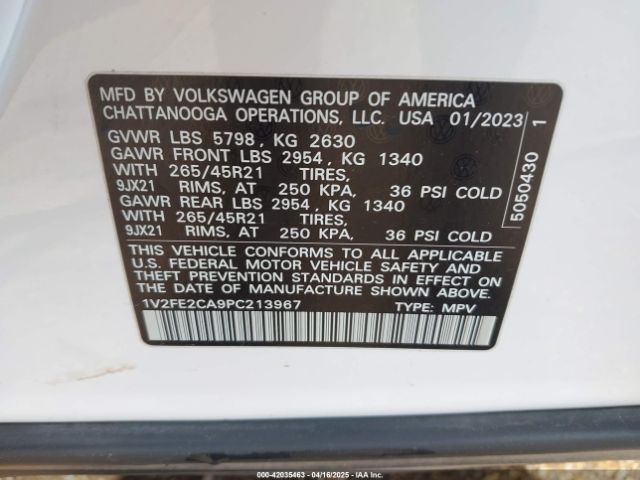 MFD BY VOLKSWAGEN GROUP OF AMERICA
CHATTANOOGA OPERATIONS, LLC. USA 01/2023
GVWR LBS 5798, KG 2630
GAWR FRONT LBS 2954, KG 1340
WITH 265/45R21 TIRES,
9JX21 RIMS, AT 250 KPA, 36 PSI COLD
GAWR REAR LBS 2954, KG 1340
WITH 265/45R21 TIRES,
9JX21 RIMS, AT 250 KPA, 36 PSI COLD
THIS VEHICLE CONFORMS TO ALL APPLICABLE
U.S. FEDERAL MOTOR VEHICLE SAFETY AND
THEFT PREVENTION STANDARDS IN EFFECT ON
THE DATE OF MANUFACTURE SHOWN ABOVE.
1V2FE2CA9PC213967 TYPE: MPV
5050430 1
000-42035463 - 04/16/2025 - IAA Inc.